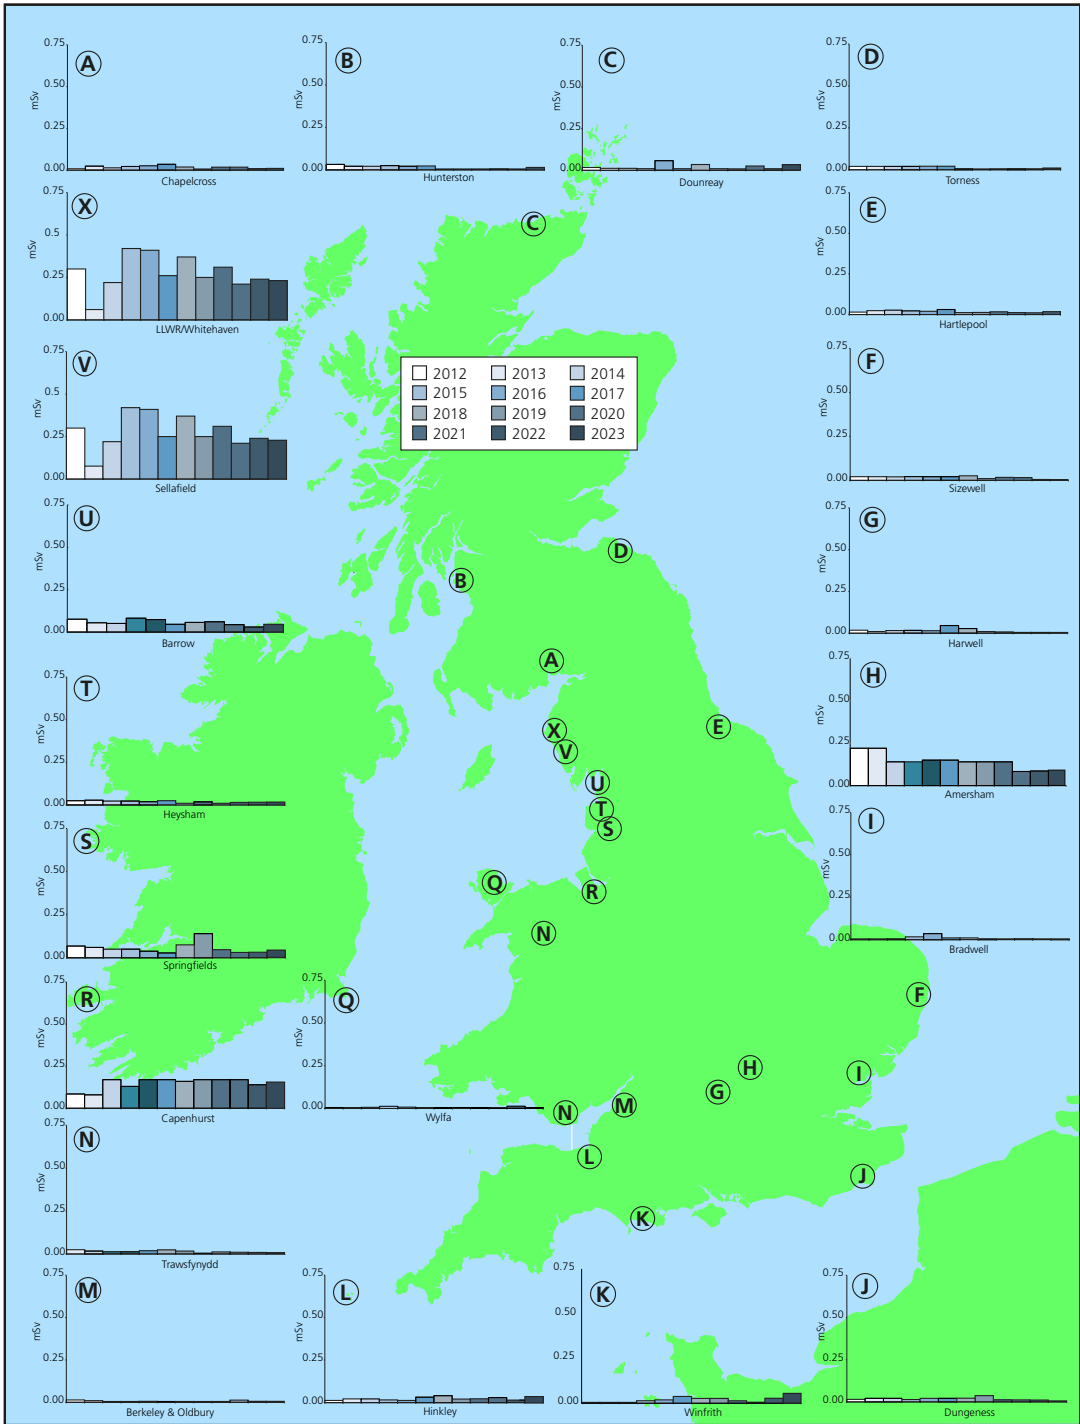 A
0.75
0.50
0.25
0.00
mSv
Chapelcross
B
0.75
0.50
0.25
0.00
mSv
Hunterston
C
0.75
0.50
0.25
0.00
mSv
Dounreay
D
0.75
0.50
0.25
0.00
mSv
Torness
X
0.75
0.5
0.25
0.00
mSv
LLWR/Whitehaven
E
0.75
0.50
0.25
0.00
mSv
Hartlepool
V
0.75
0.5
0.25
0.00
mSv
Sellafield
2012 2013 2014
2015 2016 2017
2018 2019 2020
2021 2022 2023
F
0.75
0.50
0.25
0.00
mSv
Sizewell
U
0.75
0.50
0.25
0.00
mSv
Barrow
G
0.75
0.50
0.25
0.00
mSv
Harwell
T
0.75
0.50
0.25
0.00
mSv
Heysham
H
0.75
0.50
0.25
0.00
mSv
Amersham
S
0.75
0.50
0.25
0.00
mSv
Springfields
I
0.75
0.50
0.25
0.00
mSv
Bradwell
R
0.75
0.50
0.25
0.00
mSv
Capenhurst
Q
0.75
0.50
0.25
0.00
mSv
Wylfa
N
0.75
0.50
0.25
0.00
mSv
Trawsfynydd
M
0.75
0.50
0.25
0.00
mSv
Berkeley & Oldbury
L
0.75
0.50
0.25
0.00
mSv
Hinkley
K
0.75
0.50
0.25
0.00
mSv
Winfrith
J
0.75
0.50
0.25
0.00
mSv
Dungeness
C
D
B
A
X
E
V
U
T
S
Q
R
N
F
H
I
G
M
N
L
J
K